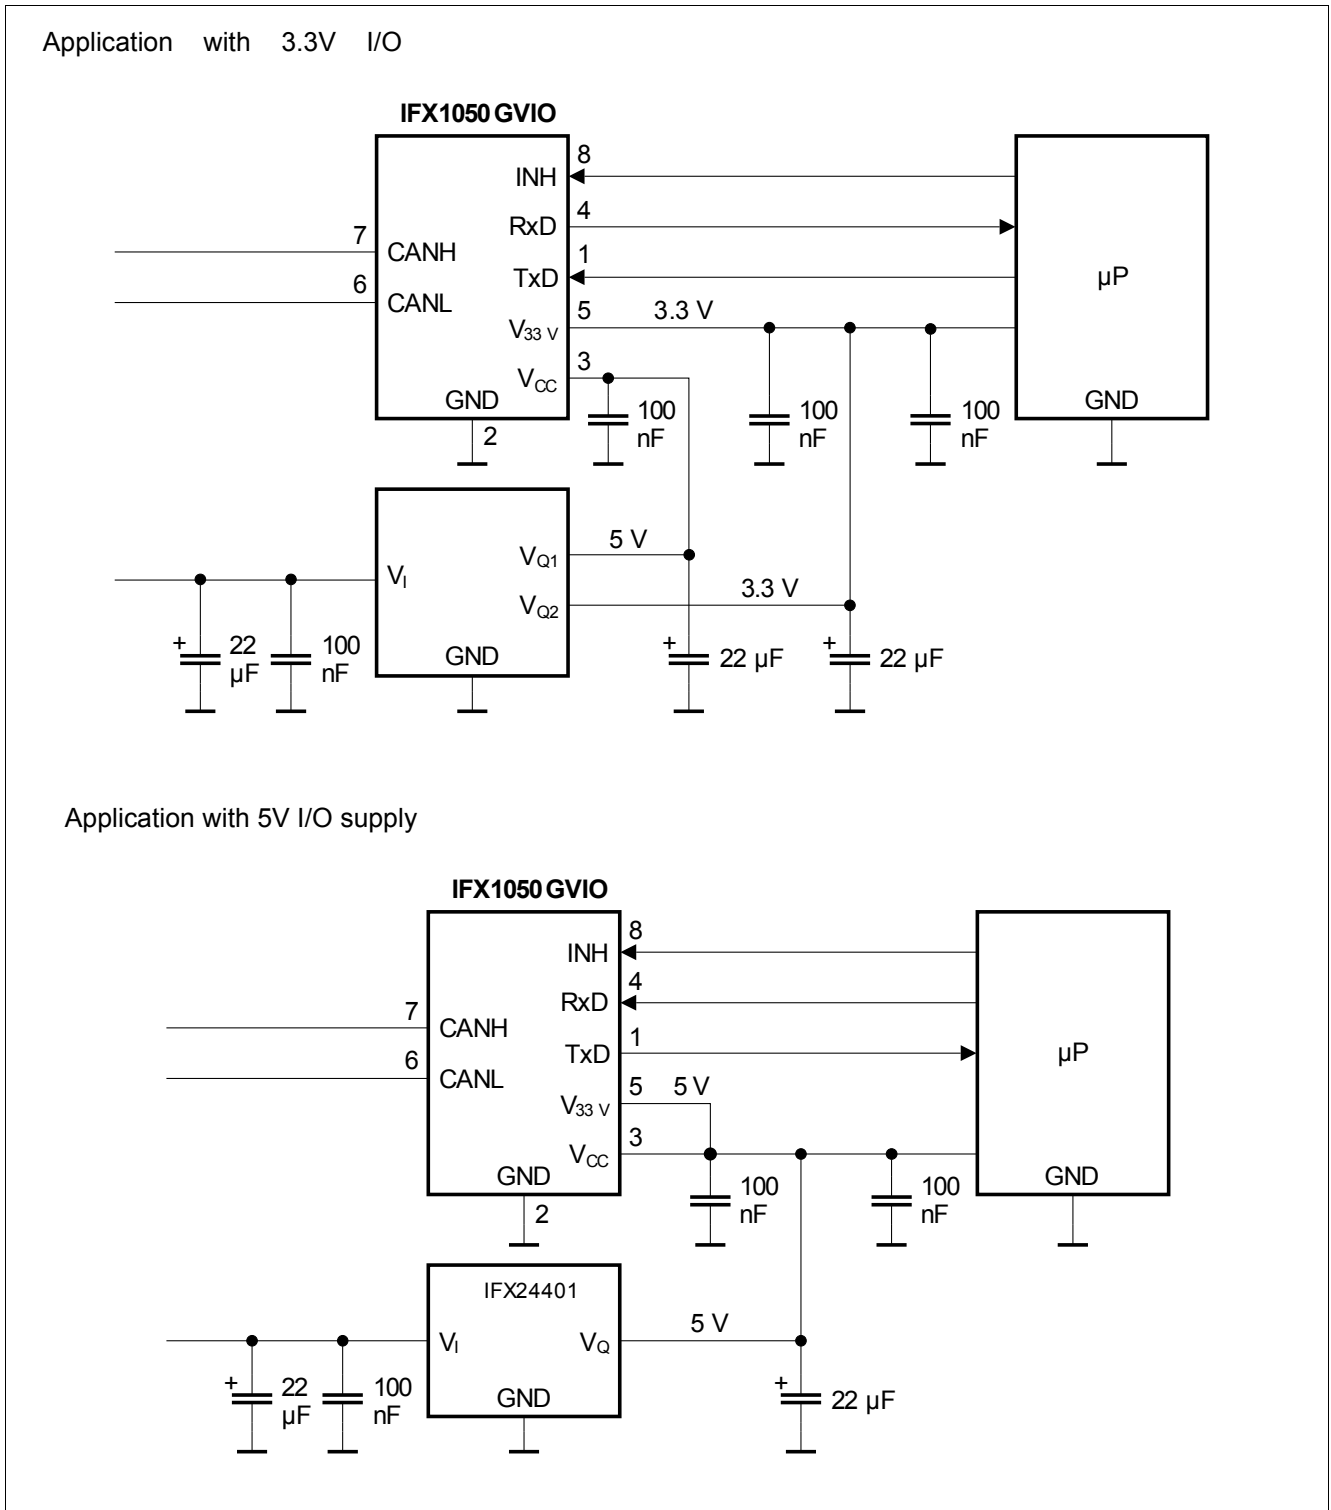 Application with 3.3V I/O
IFX1050 GVIO
INH
8
RxD
4
TxD
1
V33 V
5
3.3 V
VCC
3
7
CANH
6
CANL
GND
2
µP
GND
100
nF
100
nF
100
nF
VI
VQ1
5 V
VQ2
3.3 V
GND
+
22
µF
100
nF
+
22 µF
+
22 µF
Application with 5V I/O supply
IFX1050 GVIO
INH
8
RxD
4
TxD
1
V33 V
5
5 V
VCC
3
7
CANH
6
CANL
GND
2
µP
GND
100
nF
100
nF
IFX24401
VI
VQ
5 V
GND
+
22
µF
100
nF
+
22 µF